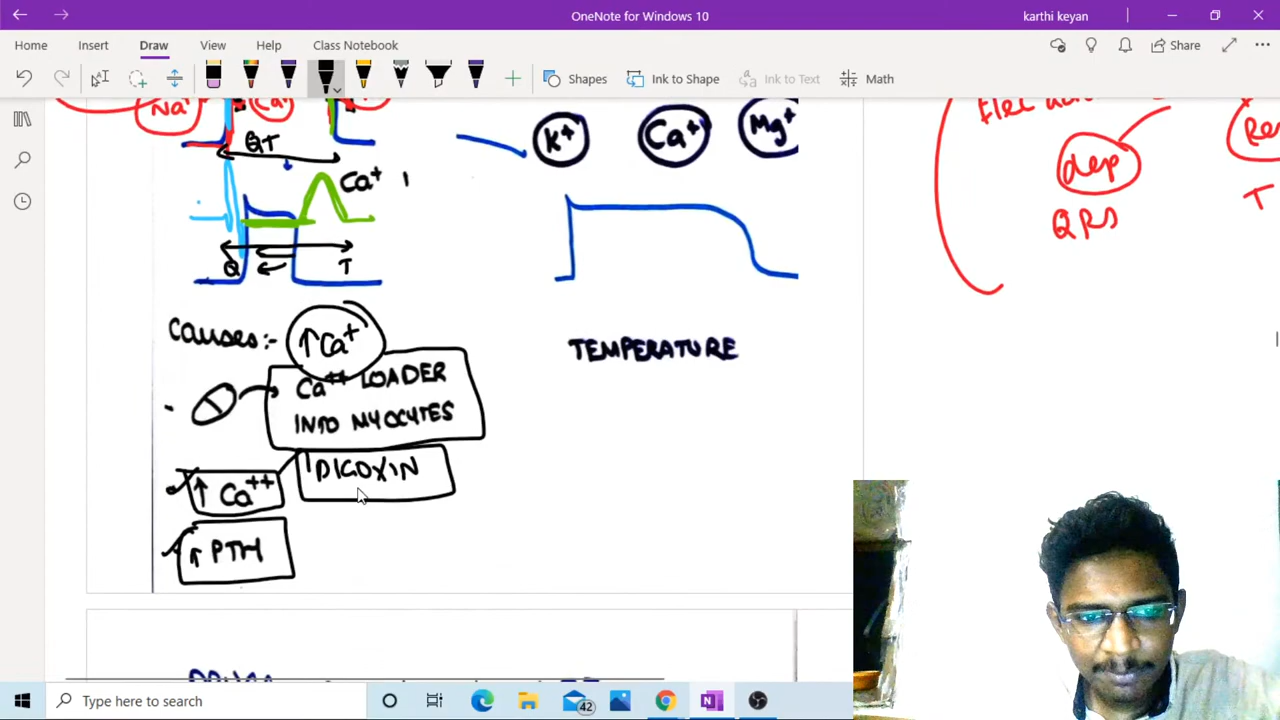 OneNote for Windows 10
karthi keyan
Home Insert Draw View Help Class Notebook
Share
Shapes Ink to Shape Ink to Text Math
Na+ Ca+
QT
K+ Ca+ Mg+
Ca+
Q T
dep
QRS
T
Causes:- ↑Ca+
TEMPERATURE
Ca++ LOADER
INTO MYOCYTES
DIGOXIN
↑ Ca++
↑ PTH
Type here to search
42